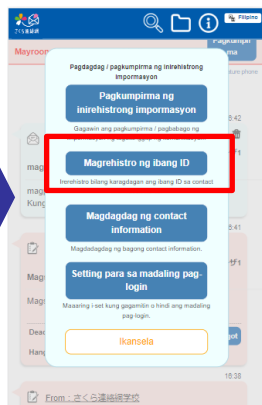 さくら連絡網
Filipino
Mayroon
Pagdagdag / pagkumpirma ng inirehistrong
impormasyon
Pagkumpirma ng
inirehistrong impormasyon
Gagawin ang pagkumpirma / pagbabago ng
Magrehistro ng ibang ID
Inirehistro bilang karagdagan ang ibang ID sa contact
Magdagdag ng contact
information
Magdadagdag ng bagong contact information.
Setting para sa madaling pag-
login
Maaaring i-set kung gagamitin o hindi ang madaling
pag-login.
Ikansela
16:38
From : さくら連絡網学校